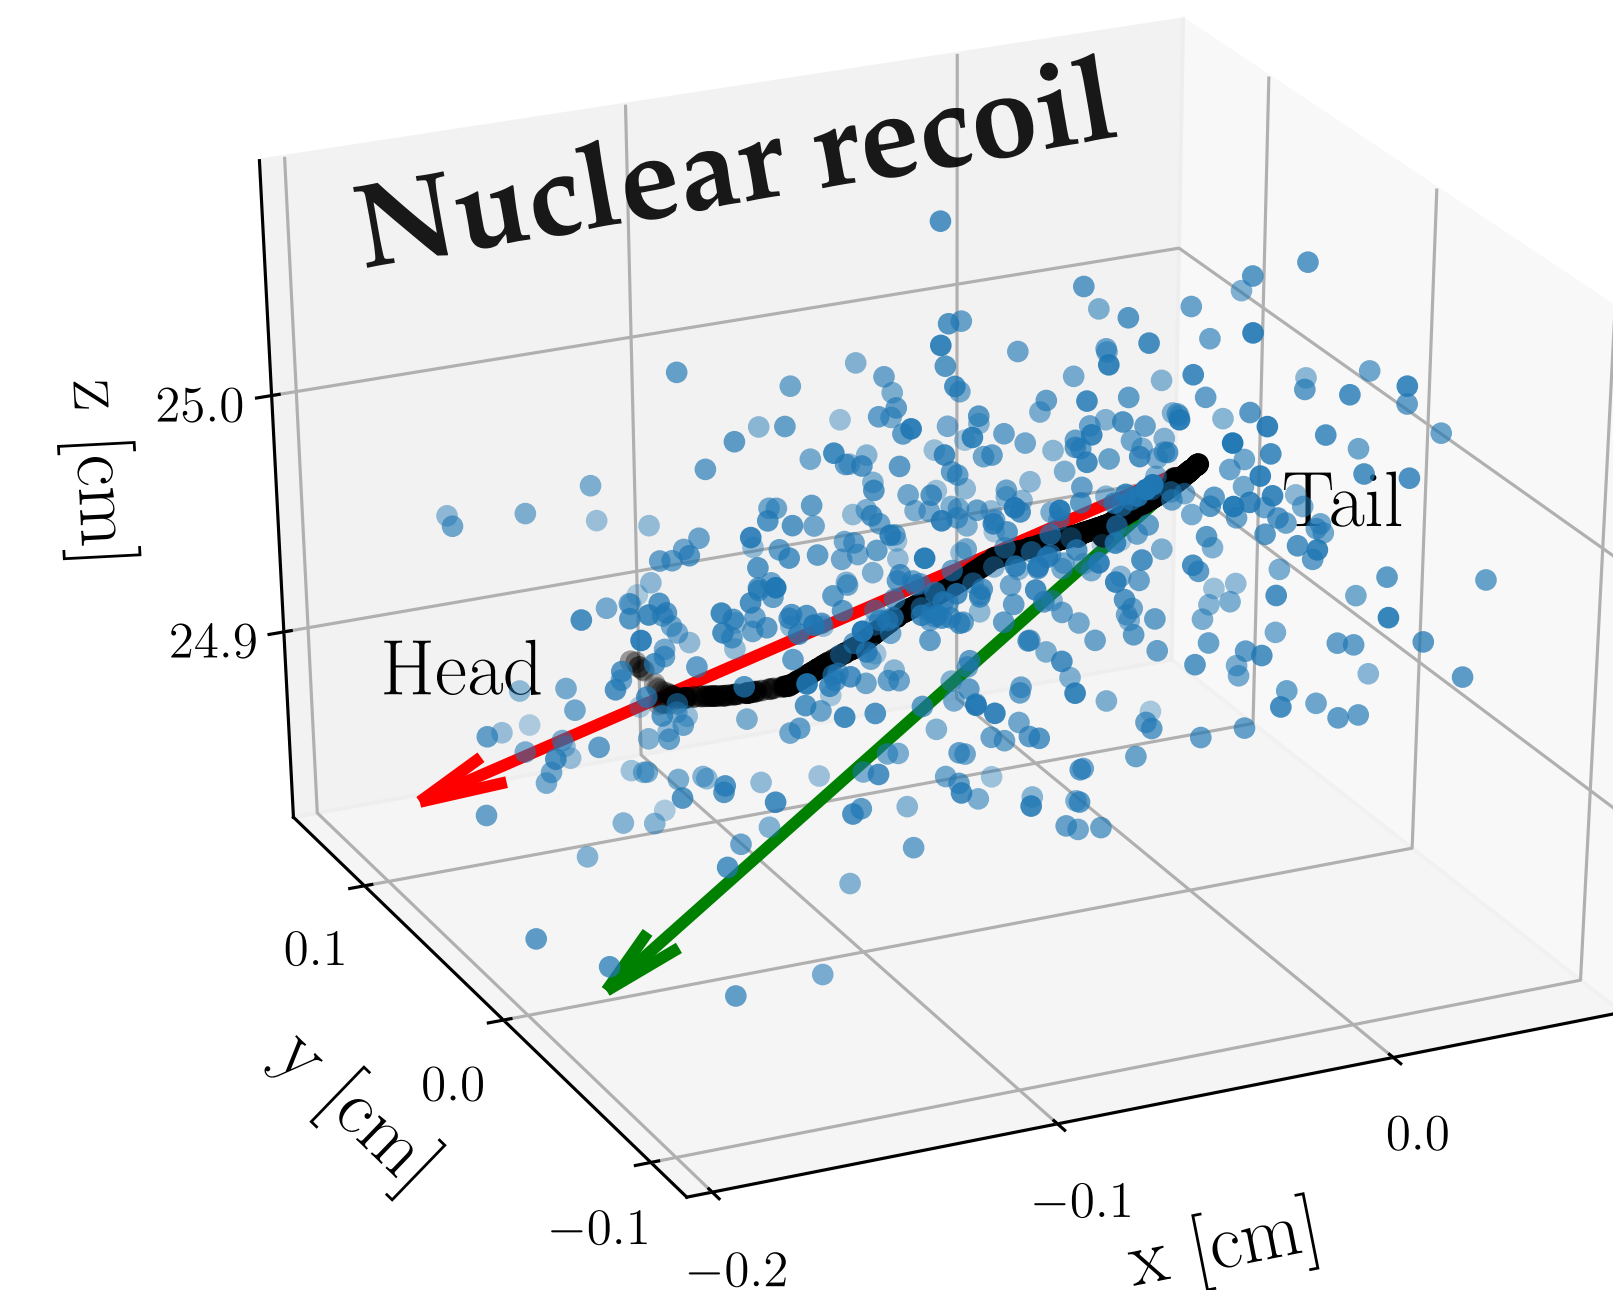 Nuclear recoil
z [cm]
25.0
24.9
Head
Tail
0.1
0.0
−0.1
y [cm]
−0.2
−0.1
0.0
x [cm]